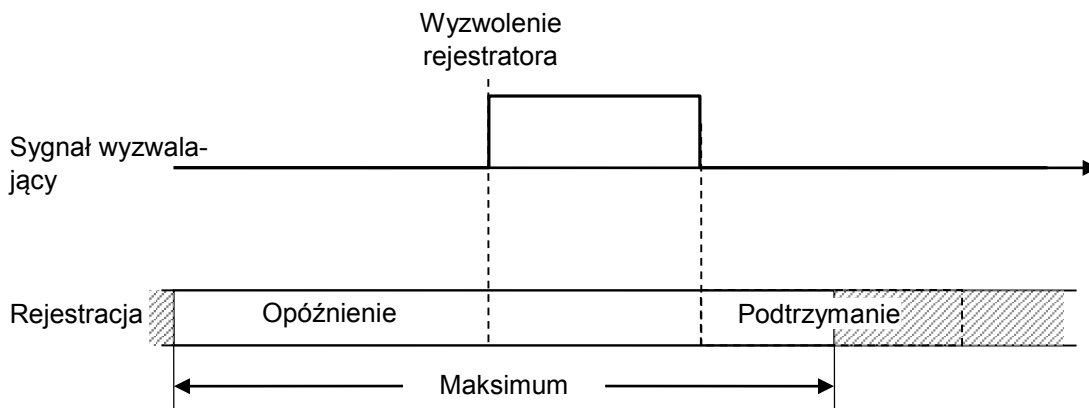 Wyzwolenie
rejestratora
Sygnał wyzwala-
jący
Rejestracja
Opóźnienie
Podtrzymanie
Maksimum